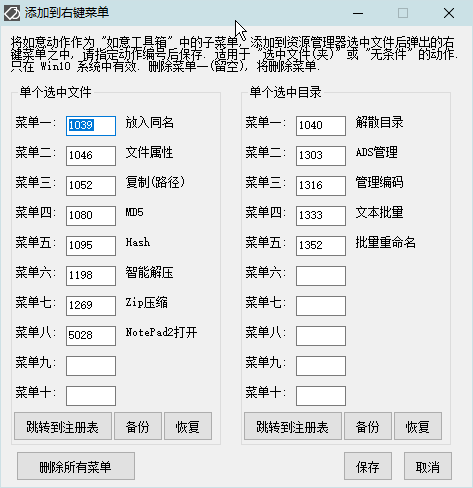 添加到右键菜单
将如意动作作为 "如意工具箱" 中的子菜单, 添加到资源管理器选中文件后弹出的右
键菜单之中, 请指定动作编号后保存. 适用于 "选中文件(夹)" 或 "无条件" 的动作.
只在 Win10 系统中有效. 删除菜单一(留空), 将删除菜单.
单个选中文件
菜单一: 1039 放入同名
菜单二: 1046 文件属性
菜单三: 1052 复制(路径)
菜单四: 1080 MD5
菜单五: 1095 Hash
菜单六: 1198 智能解压
菜单七: 1269 Zip压缩
菜单八: 5028 NotePad2打开
菜单九:
菜单十:
跳转到注册表 备份 恢复
单个选中目录
菜单一: 1040 解散目录
菜单二: 1303 ADS管理
菜单三: 1316 管理编码
菜单四: 1333 文本批量
菜单五: 1352 批量重命名
菜单六:
菜单七:
菜单八:
菜单九:
菜单十:
跳转到注册表 备份 恢复
删除所有菜单 保存 取消